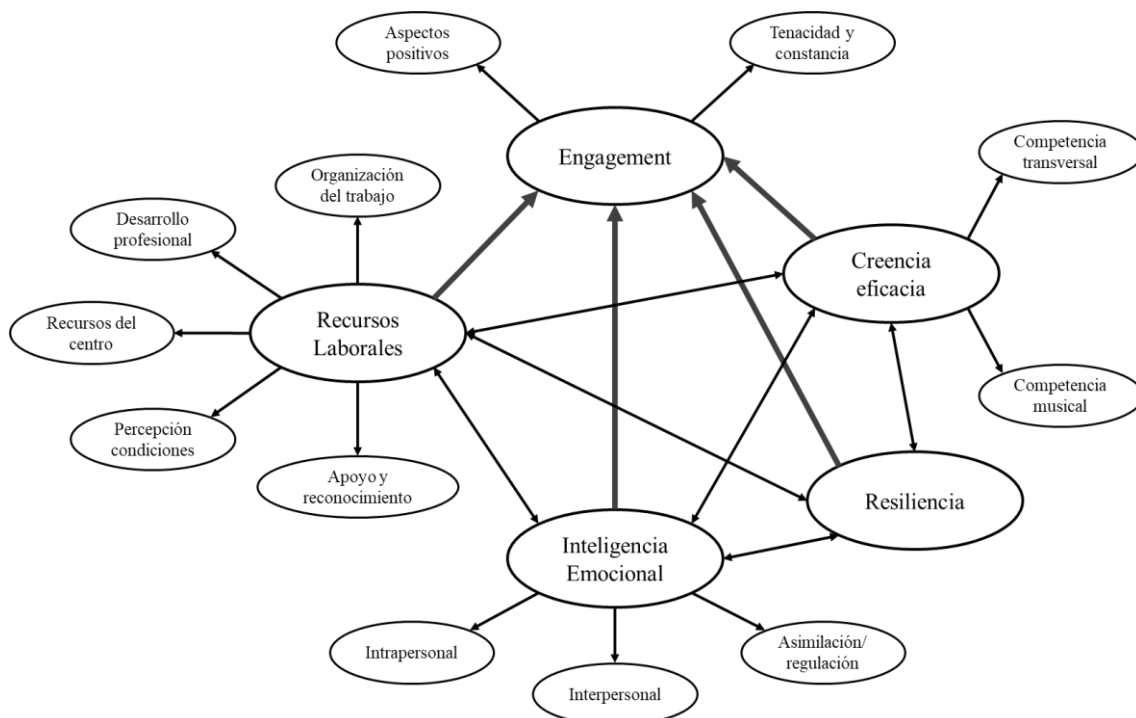 Aspectos
positivos
Tenacidad y
constancia
Engagement
Competencia
transversal
Organización
del trabajo
Desarrollo
profesional
Creencia
eficacia
Recursos del
centro
Recursos
Laborales
Competencia
musical
Percepción
condiciones
Apoyo y
reconocimiento
Resiliencia
Inteligencia
Emocional
Intrapersonal
Asimilación/
regulación
Interpersonal